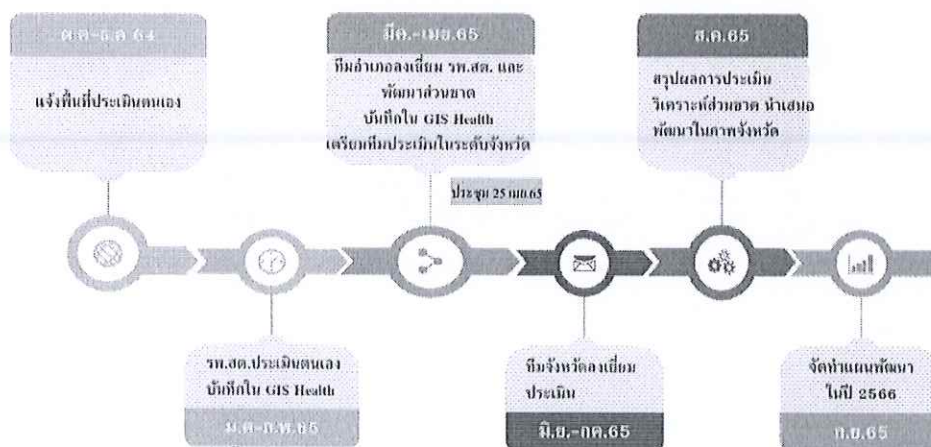 ต.ค-ธ.ค 64
แจ้งพื้นที่ประเมินตนเอง
มีค.-เมย.65
ทีมอำเภอลงเยี่ยม รพ.สต. และ
พัฒนาส่วนขาด
บันทึกใน GIS Health
เตรียมทีมประเมินในระดับจังหวัด
ประชุม 25 เมย.65
ส.ค.65
สรุปผลการประเมิน
วิเคราะห์ส่วนขาด นำเสนอ
พัฒนาในภาพจังหวัด
รพ.สต.ประเมินตนเอง
บันทึกใน GIS Health
ม.ค-ก.พ.65
ทีมจังหวัดลงเยี่ยม
ประเมิน
มิ.ย.-กค.65
จัดทำแผนพัฒนา
ในปี 2566
ก.ย.65